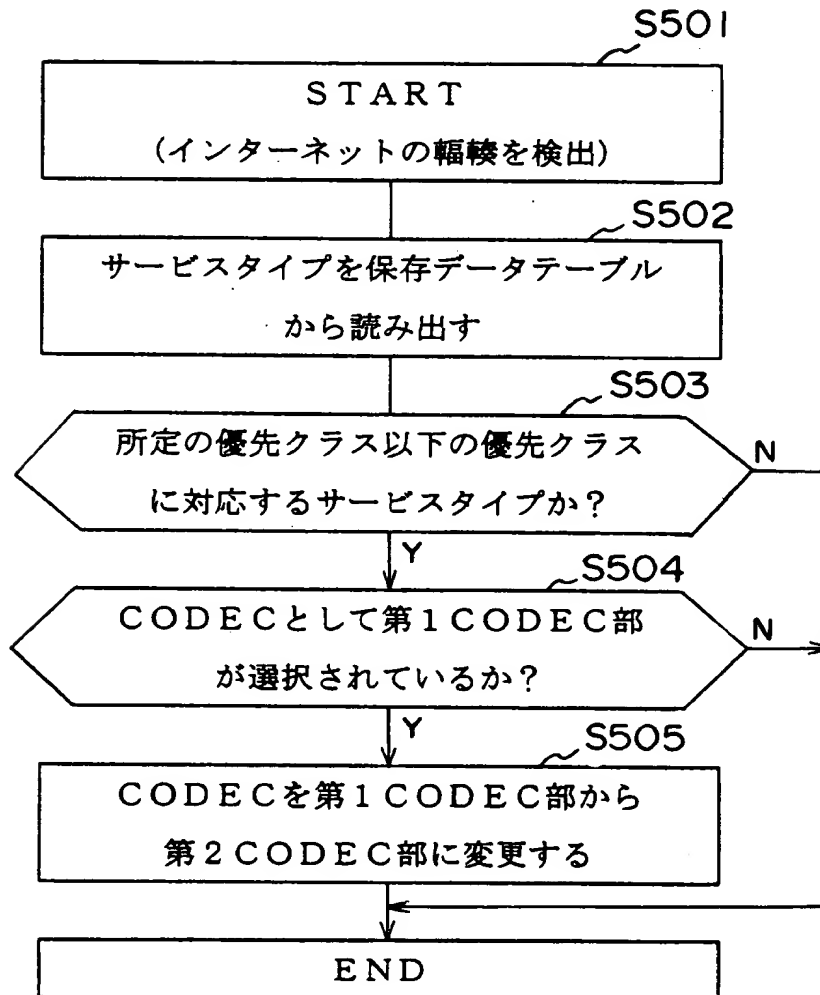 S501
START
(インターネットの輻輳を検出)
S502
サービスタイプを保存データテーブル
から読み出す
S503
所定の優先クラス以下の優先クラス
に対応するサービスタイプか?
N
Y
S504
CODECとして第1CODEC部
が選択されているか?
N
Y
S505
CODECを第1CODEC部から
第2CODEC部に変更する
END